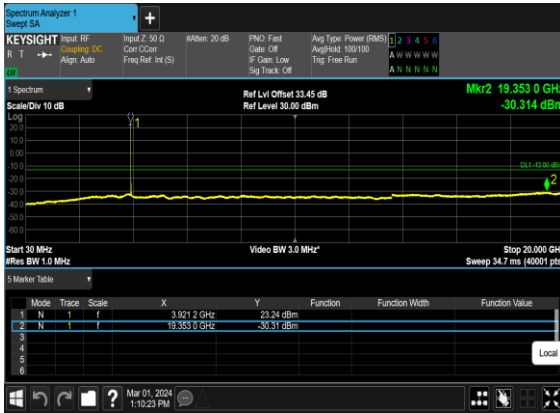 Spectrum Analyzer 1
Swept SA
+
KEYSIGHT Input: RF Input Z: 50 Ω #Atten: 20 dB PNO: Fast Avg Type: Power (RMS) 1 2 3 4 5 6
R T Coupling: DC Corr CCorr Gate: Off Avg|Hold: 100/100 A W W W W W
Align: Auto Freq Ref: Int (S) IF Gain: Low Trig: Free Run
Sig Track: Off A N N N N N
1 Spectrum Ref Lvl Offset 33.45 dB Mkr2 19.353 0 GHz
Scale/Div 10 dB Ref Level 30.00 dBm -30.314 dBm
Log
20.0
10.0
0.00
-10.0
DL1 -13.00 dBm
-20.0
-30.0
-40.0
-50.0
-60.0
1
2
Start 30 MHz Video BW 3.0 MHz* Stop 20.000 GHz
#Res BW 1.0 MHz Sweep 34.7 ms (40001 pts)
5 Marker Table
Mode Trace Scale X Y Function Function Width Function Value
1 N 1 f 3.921 2 GHz 23.24 dBm
2 N 1 f 19.353 0 GHz -30.31 dBm
3
4
5
6
Local
? Mar 01, 2024
1:10:23 PM